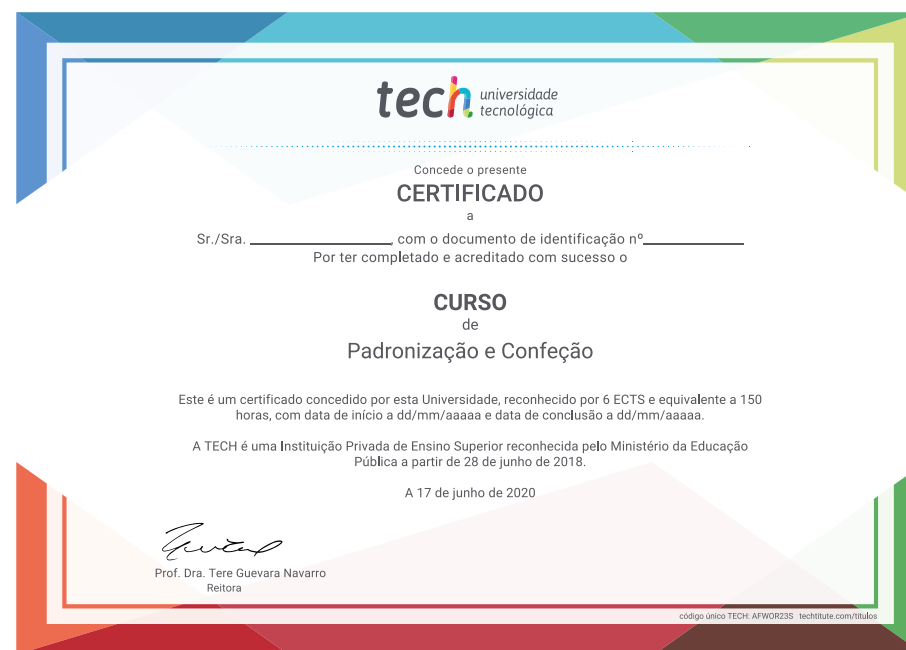 tech universidade
tecnológica
Concede o presente
CERTIFICADO
a
Sr./Sra. ________________, com o documento de identificação nº____________
Por ter completado e acreditado com sucesso o
CURSO
de
Padronização e Confeção
Este é um certificado concedido por esta Universidade, reconhecido por 6 ECTS e equivalente a 150
horas, com data de início a dd/mm/aaaaa e data de conclusão a dd/mm/aaaaa.
A TECH é uma Instituição Privada de Ensino Superior reconhecida pelo Ministério da Educação
Pública a partir de 28 de junho de 2018.
A 17 de junho de 2020
Prof. Dra. Tere Guevara Navarro
Reitora
código único TECH: AFWOR23S techtitute.com/titulos